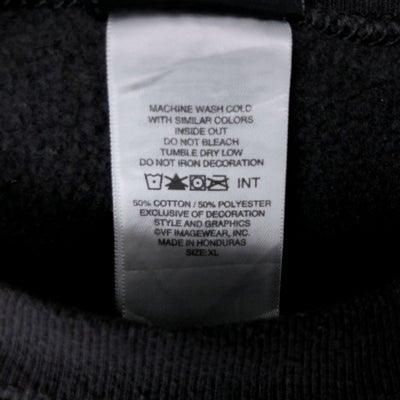 MACHINE WASH COLD
WITH SIMILAR COLORS
INSIDE OUT
DO NOT BLEACH
TUMBLE DRY LOW
DO NOT IRON DECORATION
INT
50% COTTON / 50% POLYESTER
EXCLUSIVE OF DECORATION
STYLE AND GRAPHICS
©VF IMAGEWEAR, INC.
MADE IN HONDURAS
SIZE:XL